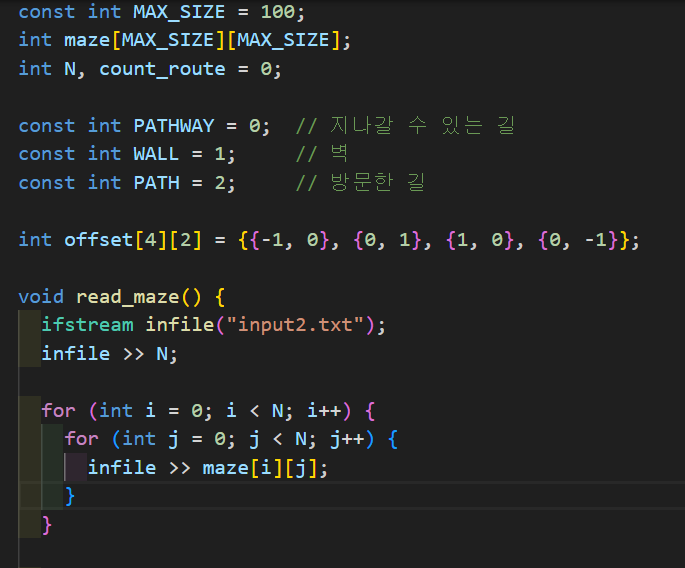 const int MAX_SIZE = 100;
int maze[MAX_SIZE][MAX_SIZE];
int N, count_route = 0;
const int PATHWAY = 0;  // 지나갈 수 있는 길
const int WALL = 1;     // 벽
const int PATH = 2;     // 방문한 길
int offset[4][2] = {{-1, 0}, {0, 1}, {1, 0}, {0, -1}};
void read_maze() {
  ifstream infile("input2.txt");
  infile >> N;
  for (int i = 0; i < N; i++) {
    for (int j = 0; j < N; j++) {
      infile >> maze[i][j];
    }
  }